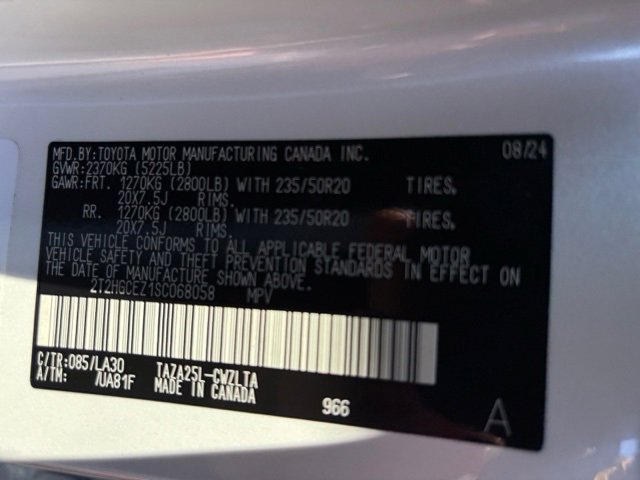 MFD.BY:TOYOTA MOTOR MANUFACTURING CANADA INC. 08/24
GVWR:2370KG (5225LB)
GAWR:FRT. 1270KG (2800LB) WITH 235/50R20 TIRES,
20X7.5J RIMS.
RR. 1270KG (2800LB) WITH 235/50R20 TIRES,
20X7.5J RIMS.
THIS VEHICLE CONFORMS TO ALL APPLICABLE FEDERAL MOTOR
VEHICLE SAFETY AND THEFT PREVENTION STANDARDS IN EFFECT ON
THE DATE OF MANUFACTURE SHOWN ABOVE.
2T2HGCEZ1SC068058 MPV
C/TR:085/LA30 TAZA25L-CWZLTA
A/TM: /UA81F MADE IN CANADA
966 A